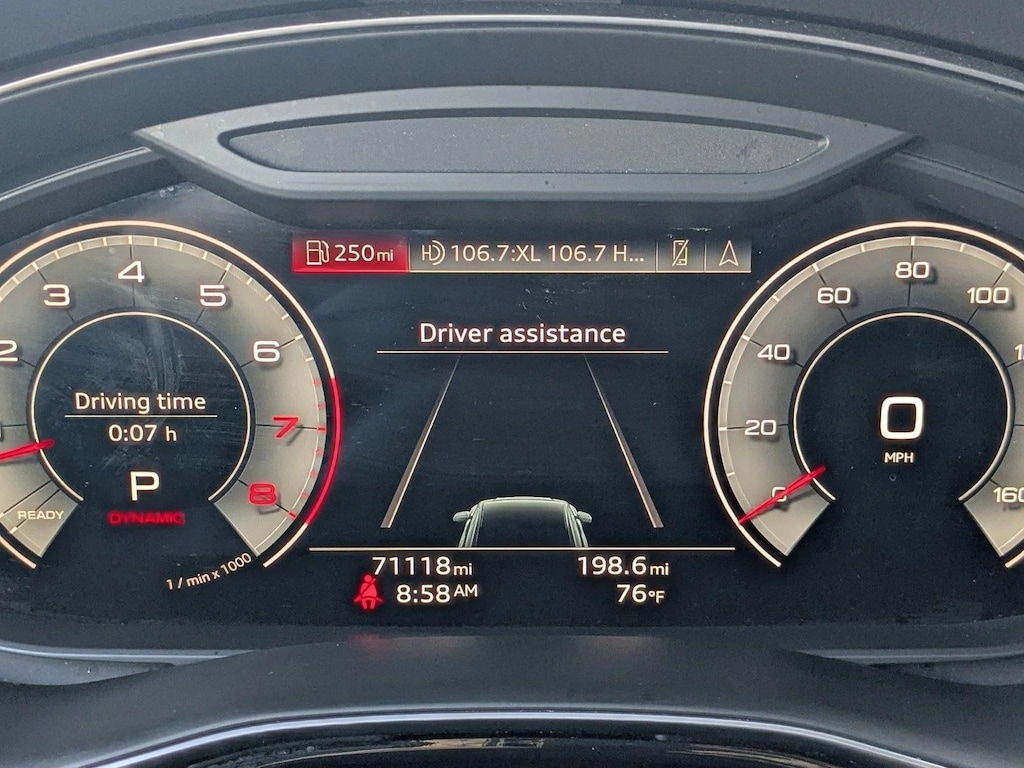 250mi
HD 106.7:XL 106.7 H...
Driver assistance
2
3
4
5
6
7
8
Driving time
0:07 h
P
DYNAMIC
READY
1 / min x 1000
0
20
40
60
80
100
160
0
MPH
71118mi
198.6mi
8:58AM
76°F